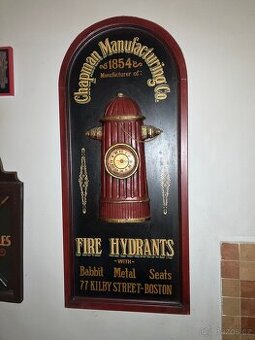 Chapman Manufacturing Co.
1854
Manufacturer of:
FIRE HYDRANTS
WITH
Babbit Metal Seats
77 KILBY STREET-BOSTON